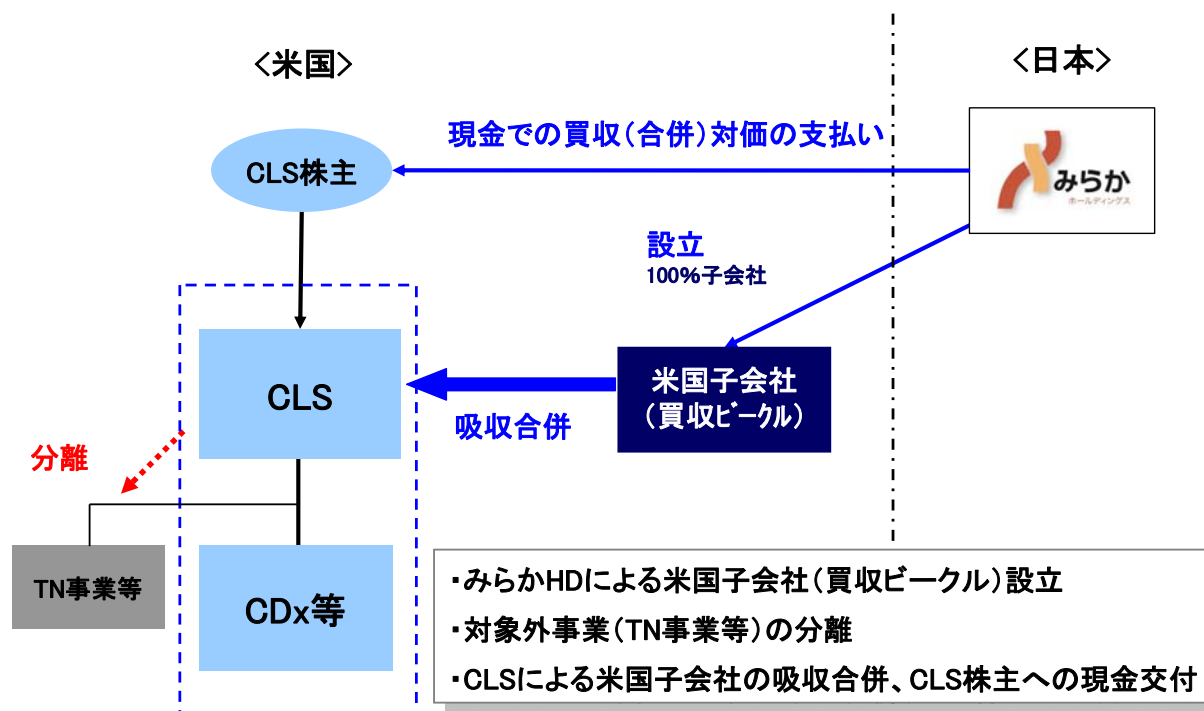 <米国>
<日本>
現金での買収(合併)対価の支払い
CLS株主
みらか
ホールディングス
設立
100%子会社
CLS
米国子会社
(買収ﾋﾞｰｸﾙ)
吸収合併
分離
TN事業等
CDx等
・みらかHDによる米国子会社(買収ビークル)設立
・対象外事業(TN事業等)の分離
・CLSによる米国子会社の吸収合併、CLS株主への現金交付